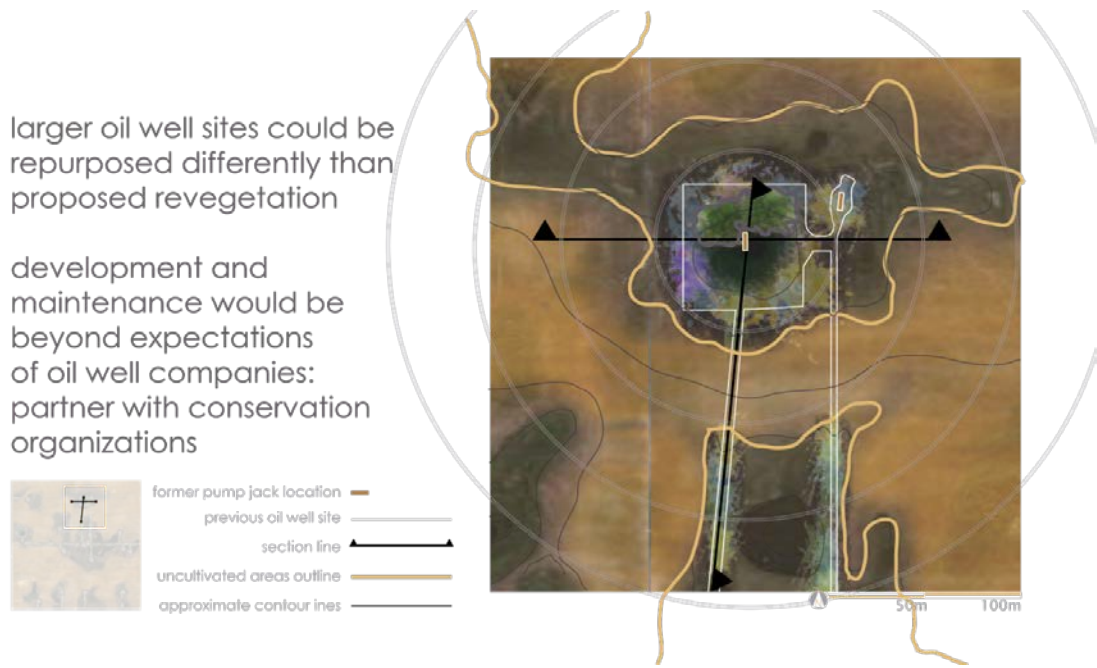 larger oil well sites could be
repurposed differently than
proposed revegetation
development and
maintenance would be
beyond expectations
of oil well companies:
partner with conservation
organizations
former pump jack location
previous oil well site
section line
uncultivated areas outline
approximate contour ines
50m
100m